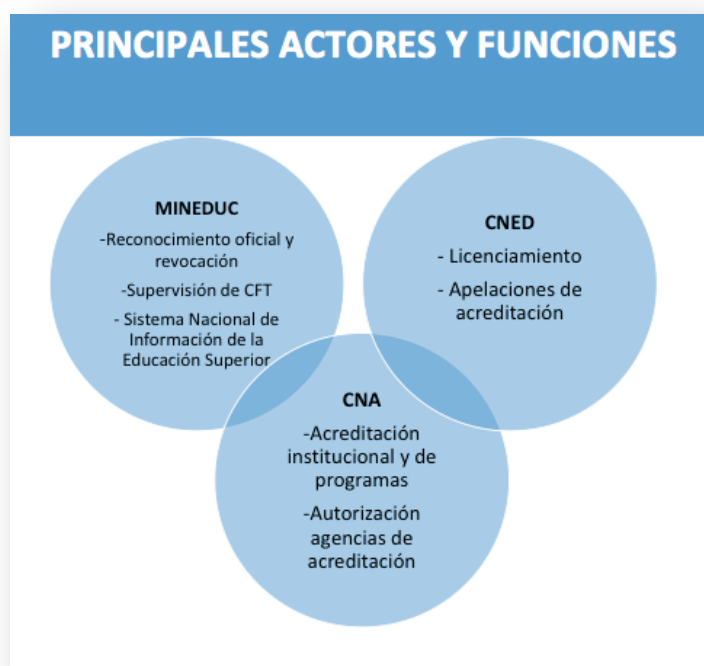 PRINCIPALES ACTORES Y FUNCIONES
MINEDUC
-Reconocimiento oficial y
revocación
-Supervisión de CFT
- Sistema Nacional de
Información de la
Educación Superior
CNED
- Licenciamiento
- Apelaciones de
acreditación
CNA
-Acreditación
institucional y de
programas
-Autorización
agencias de
acreditación